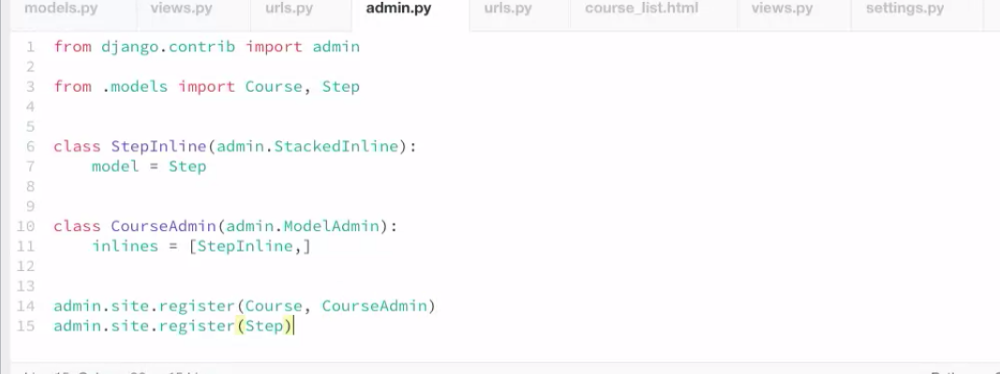 models.py views.py urls.py admin.py urls.py course_list.html views.py settings.py
1 from django.contrib import admin
2
3 from .models import Course, Step
4
5
6 class StepInline(admin.StackedInline):
7     model = Step
8
9
10 class CourseAdmin(admin.ModelAdmin):
11     inlines = [StepInline,]
12
13
14 admin.site.register(Course, CourseAdmin)
15 admin.site.register(Step)